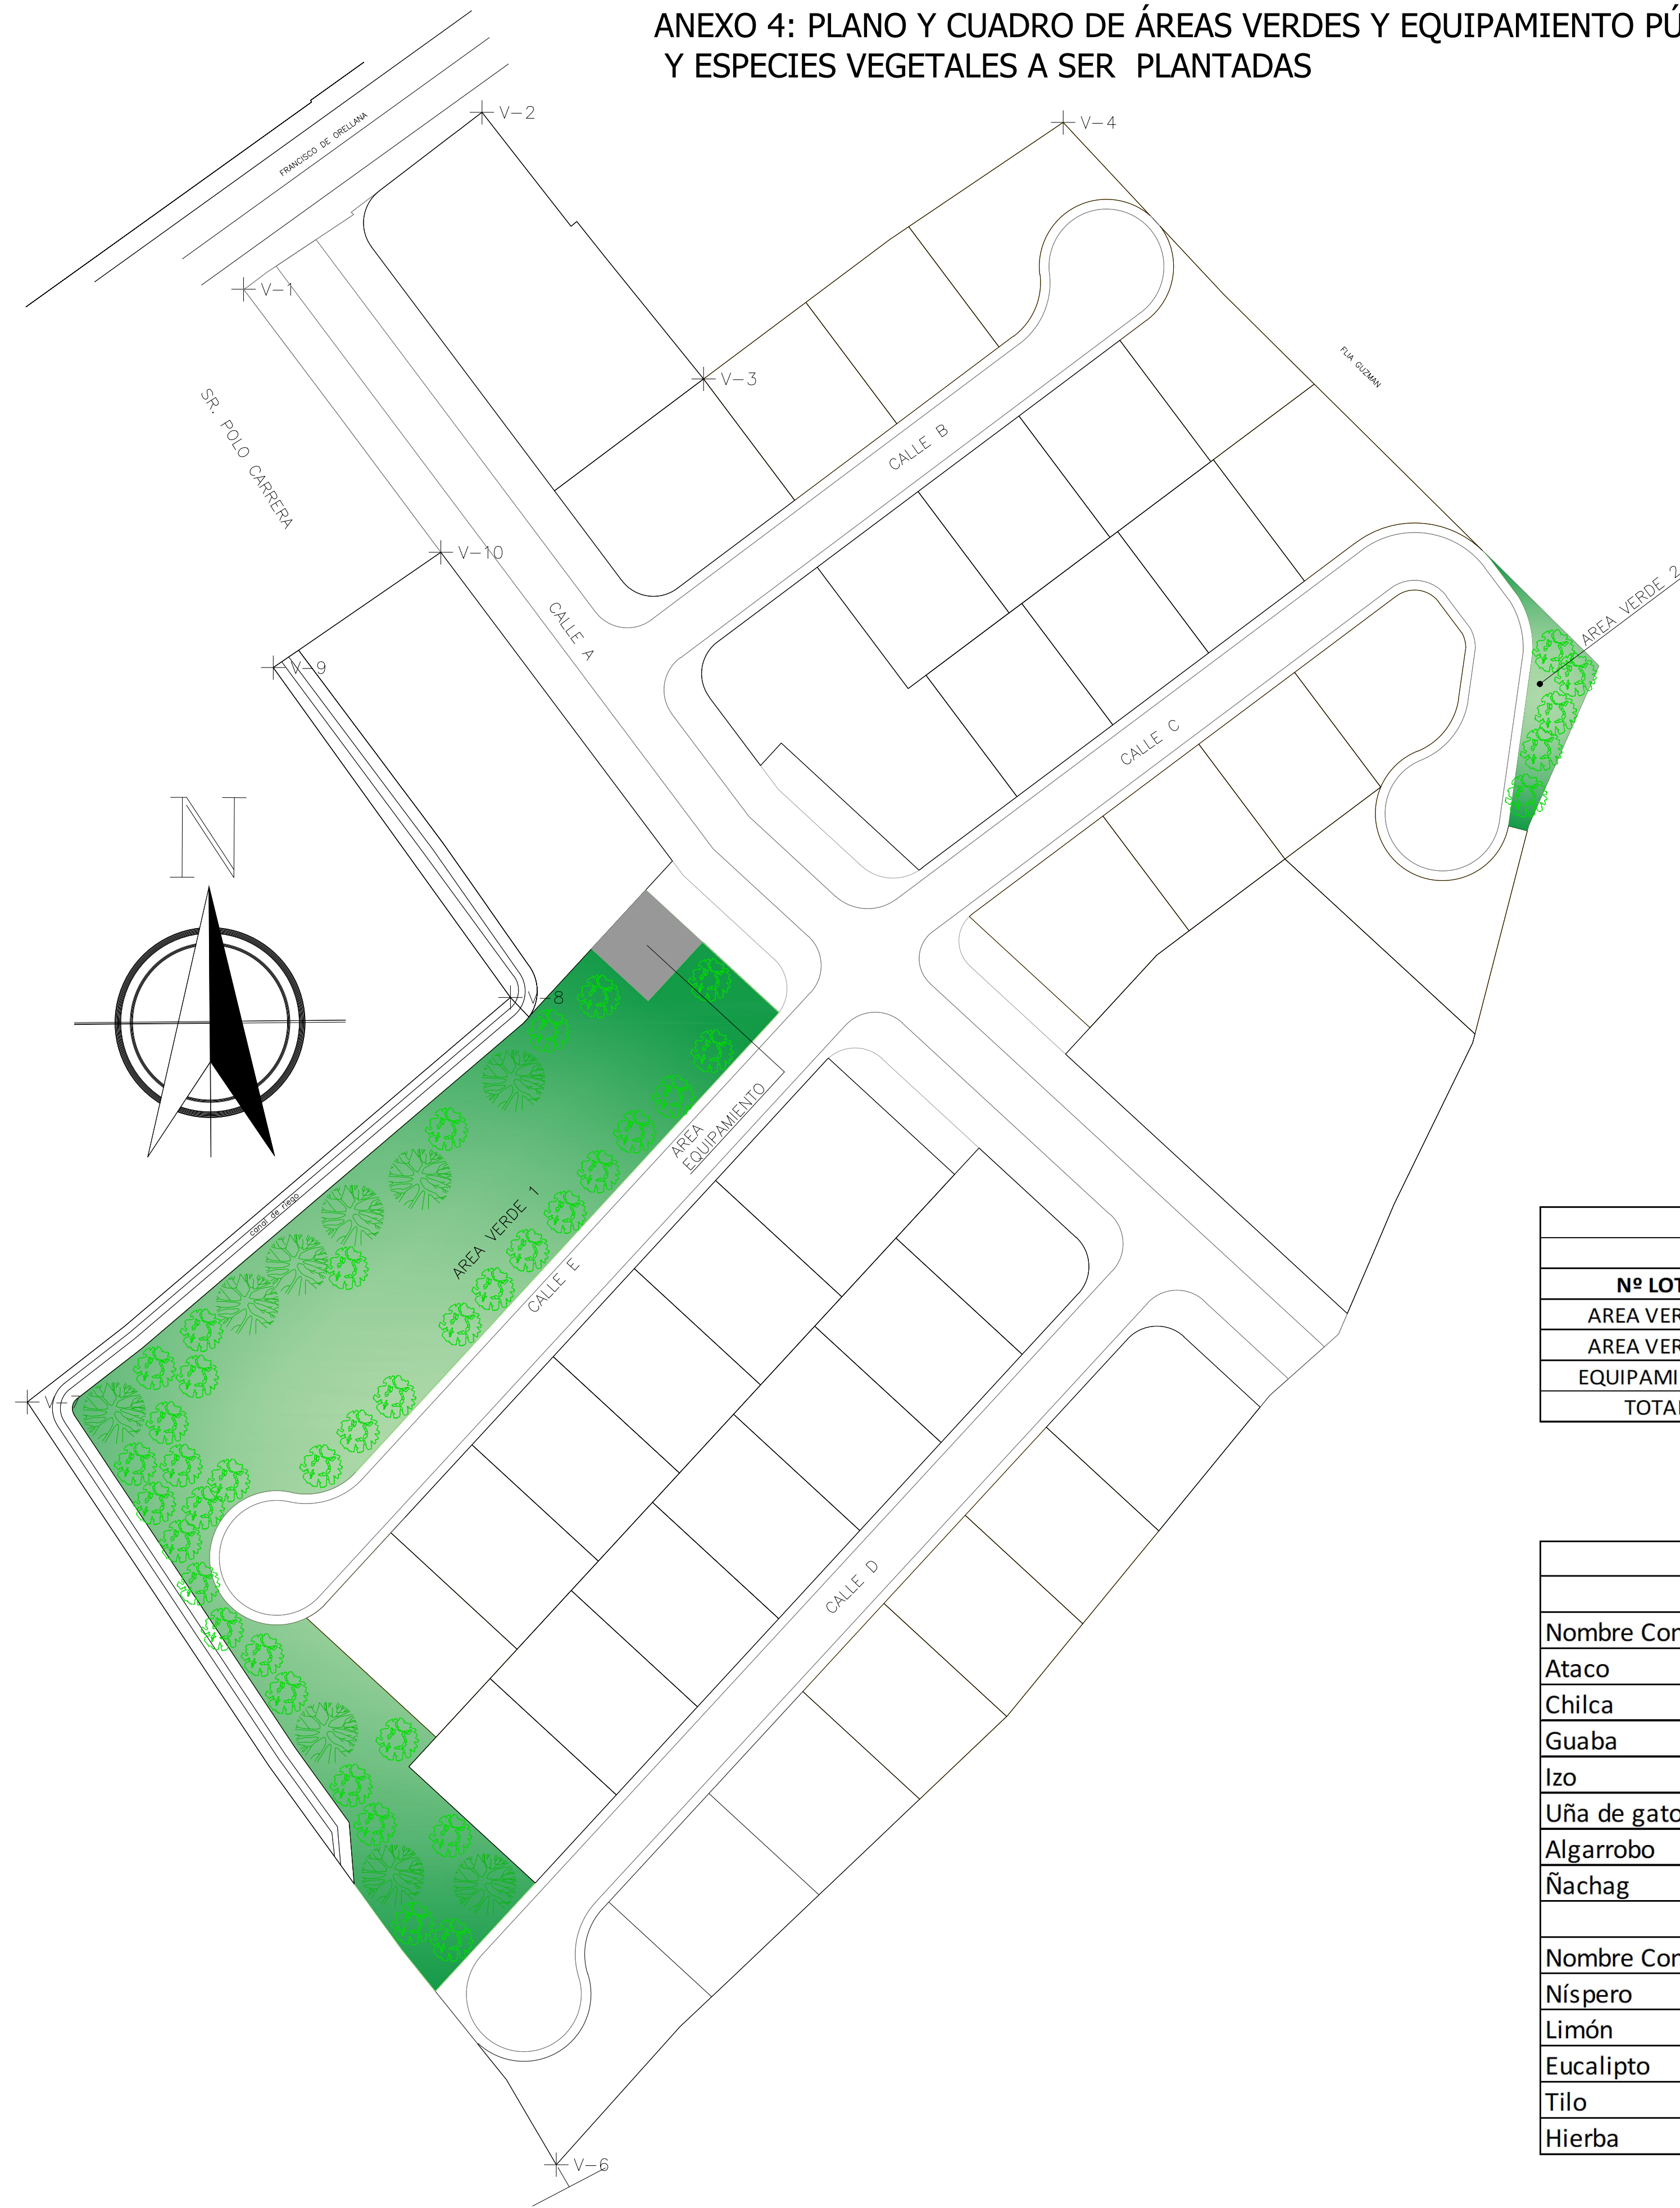 ANEXO 4: PLANO Y CUADRO DE ÁREAS VERDES Y EQUIPAMIENTO PÚ
Y ESPECIES VEGETALES A SER PLANTADAS
FRANCISCO DE ORELLANA
V-2
V-4
V-1
V-3
FLIA GUZMAN
SR. POLO CARRERA
CALLE B
V-10
CALLE A
AREA VERDE 2
V-9
CALLE C
N
V-8
AREA
EQUIPAMIENTO
canal de riego
AREA VERDE 1
CALLE E
V-
CALLE D
V-6
Nº LOT
AREA VER
AREA VER
EQUIPAMI
TOTA
Nombre Con
Ataco
Chilca
Guaba
Izo
Uña de gato
Algarrobo
Ñachag
Nombre Con
Níspero
Limón
Eucalipto
Tilo
Hierba